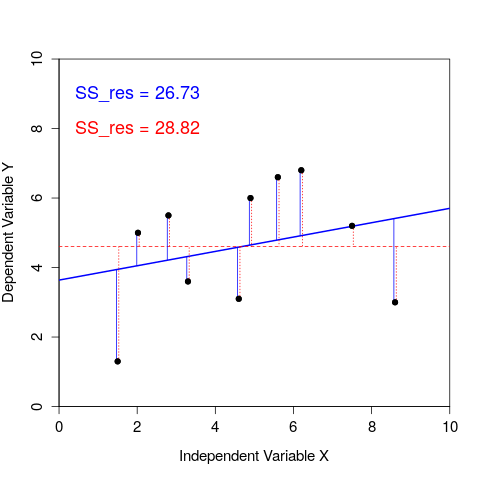 SS_res = 26.73
SS_res = 28.82
Dependent Variable Y
10
8
6
4
2
0
0 2 4 6 8 10
Independent Variable X